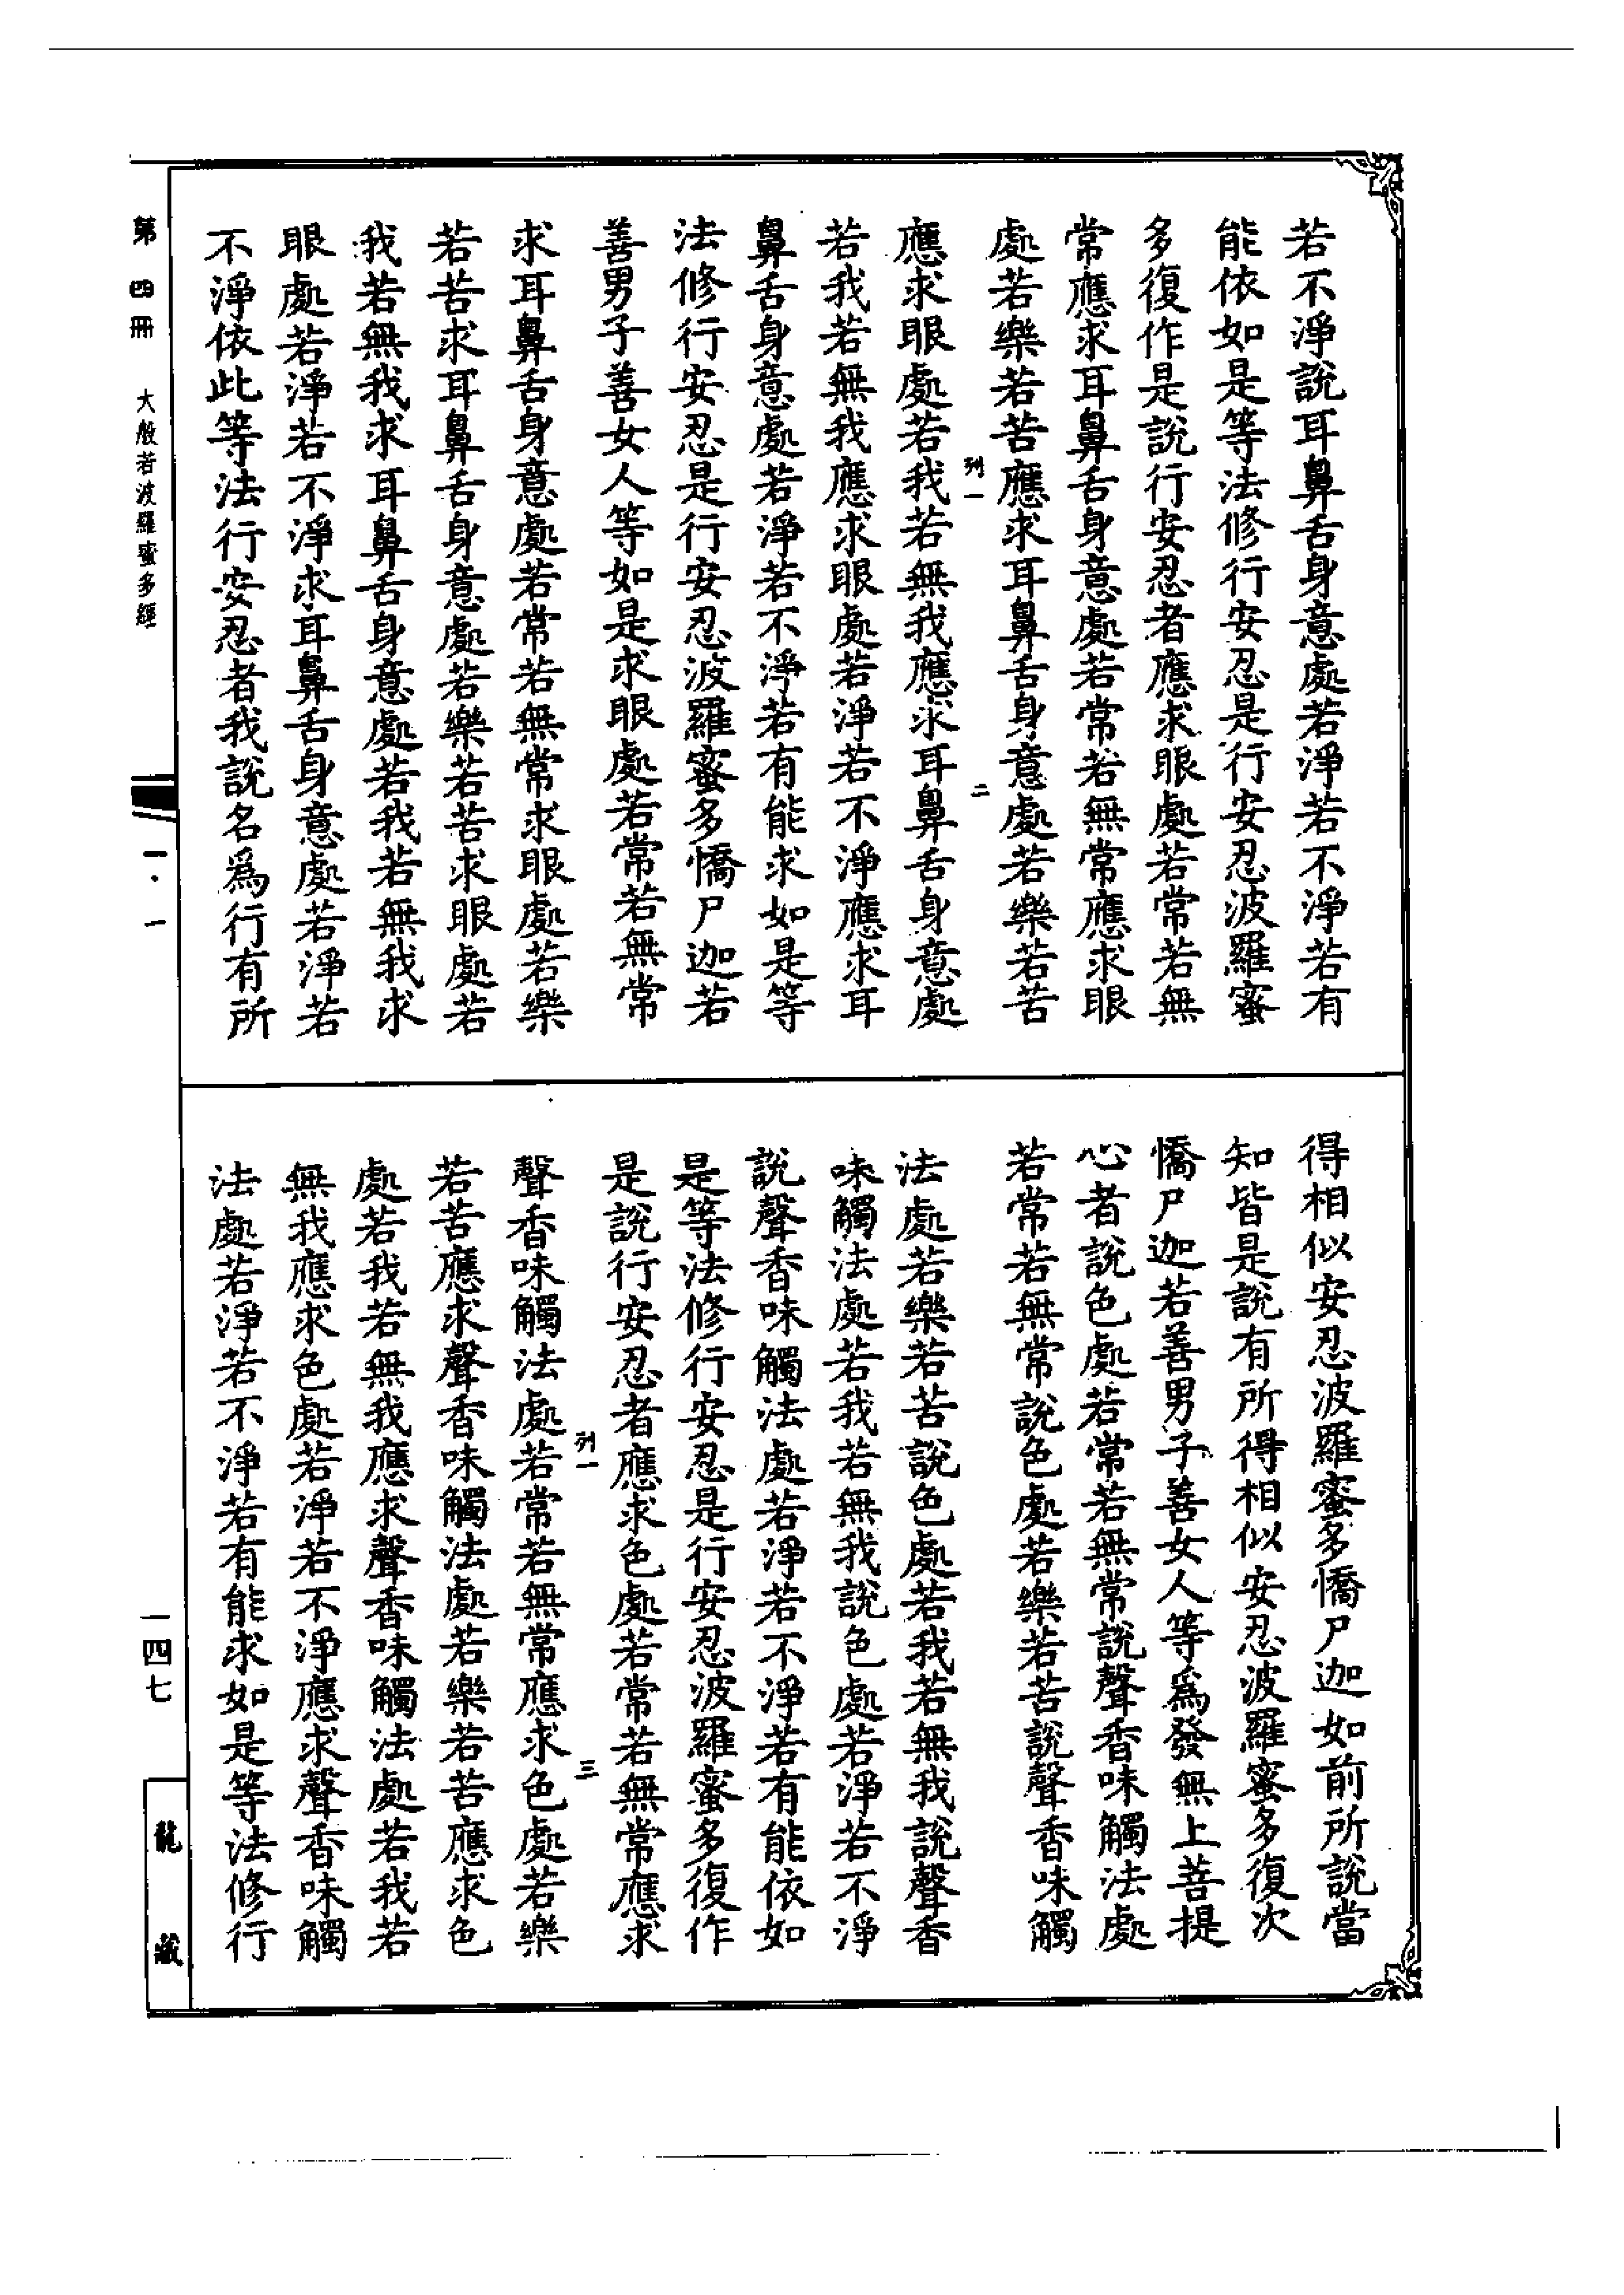 若不淨說耳鼻舌身意處若淨若不淨若有
能依如是等法修行安忍是行安忍波羅蜜
多復作是說行安忍者應求眼處若常若無
常應求耳鼻舌身意處若常若無常應求眼
處若樂若苦應求耳鼻舌身意處若樂若苦
列一
二
應求眼處若我若無我應求耳鼻舌身意處
若我若無我應求眼處若淨若不淨應求耳
鼻舌身意處若淨若不淨若有能求如是等
法修行安忍是行安忍波羅蜜多憍尸迦若
善男子善女人等如是求眼處若常若無常
求耳鼻舌身意處若常若無常求眼處若樂
若苦求耳鼻舌身意處若樂若苦求眼處若
我若無我求耳鼻舌身意處若我若無我求
眼處若淨若不淨求耳鼻舌身意處若淨若
不淨依此等法行安忍者我說名為行有所
得相似安忍波羅蜜多憍尸迦如前所說當
知皆是說有所得相似安忍波羅蜜多復次
憍尸迦若善男子善女人等為發無上菩提
心者說色處若常若無常說聲香味觸法處
若常若無常說色處若樂若苦說聲香味觸
法處若樂若苦說色處若我若無我說聲香
味觸法處若我若無我說色處若淨若不淨
說聲香味觸法處若淨若不淨若有能依如
是等法修行安忍是行安忍波羅蜜多復作
是說行安忍者應求色處若常若無常應求
列一
三
聲香味觸法處若常若無常應求色處若樂
若苦應求聲香味觸法處若樂若苦應求色
處若我若無我應求聲香味觸法處若我若
無我應求色處若淨若不淨應求聲香味觸
法處若淨若不淨若有能求如是等法修行
第四冊 大般若波羅蜜多經
一·一
一四七
龍藏